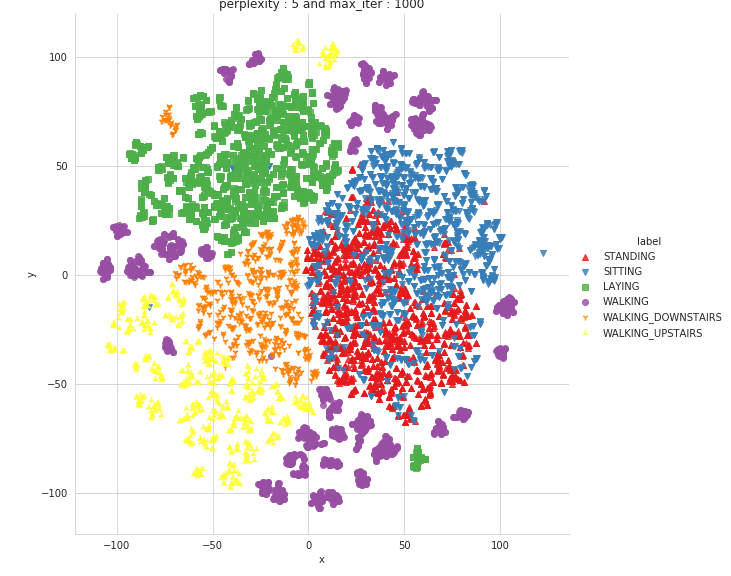 perplexity : 5 and max_iter : 1000
100
50
0
−50
−100
y
−100
−50
0
50
100
x
label
STANDING
SITTING
LAYING
WALKING
WALKING_DOWNSTAIRS
WALKING_UPSTAIRS